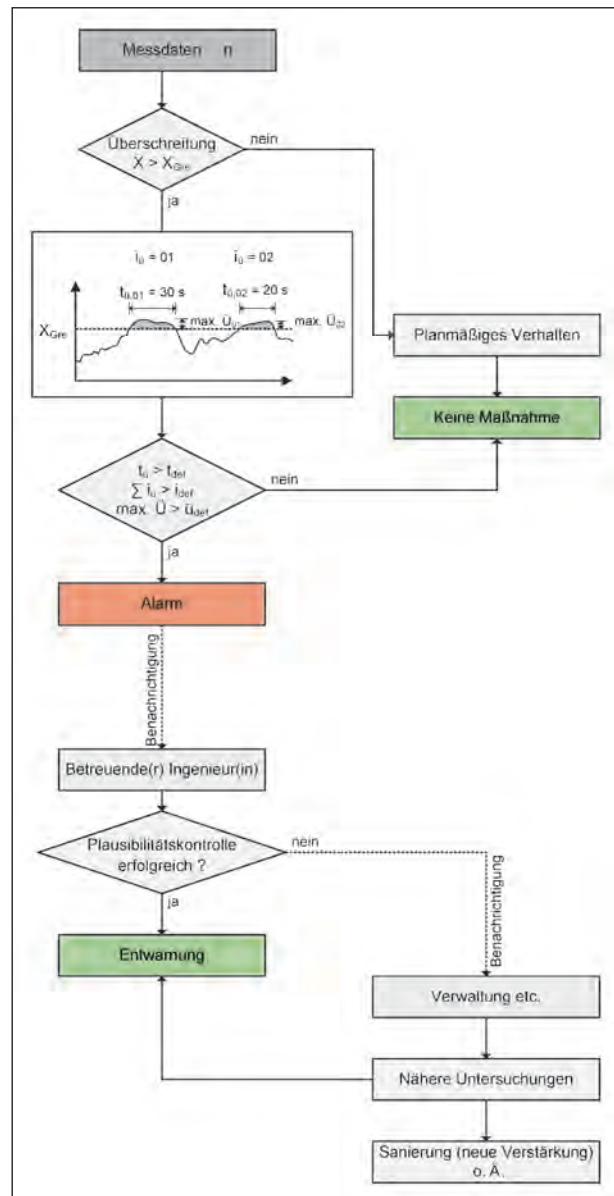 Messdaten n
Überschreitung
X > X_Gre
nein
ja
i_ü = 01 i_ü = 02
t_ü,01 = 30 s t_ü,02 = 20 s
max. Ü_01 max. Ü_02
X_Gre
Planmäßiges Verhalten
Keine Maßnahme
t_ü > t_def
∑ i_ü > i_def
max. Ü > ü_def
nein
ja
Alarm
Benachrichtigung
Betreuende(r) Ingenieur(in)
Plausibilitätskontrolle
erfolgreich ?
nein
ja
Benachrichtigung
Entwarnung
Verwaltung etc.
Nähere Untersuchungen
Sanierung (neue Verstärkung)
o. Ä.